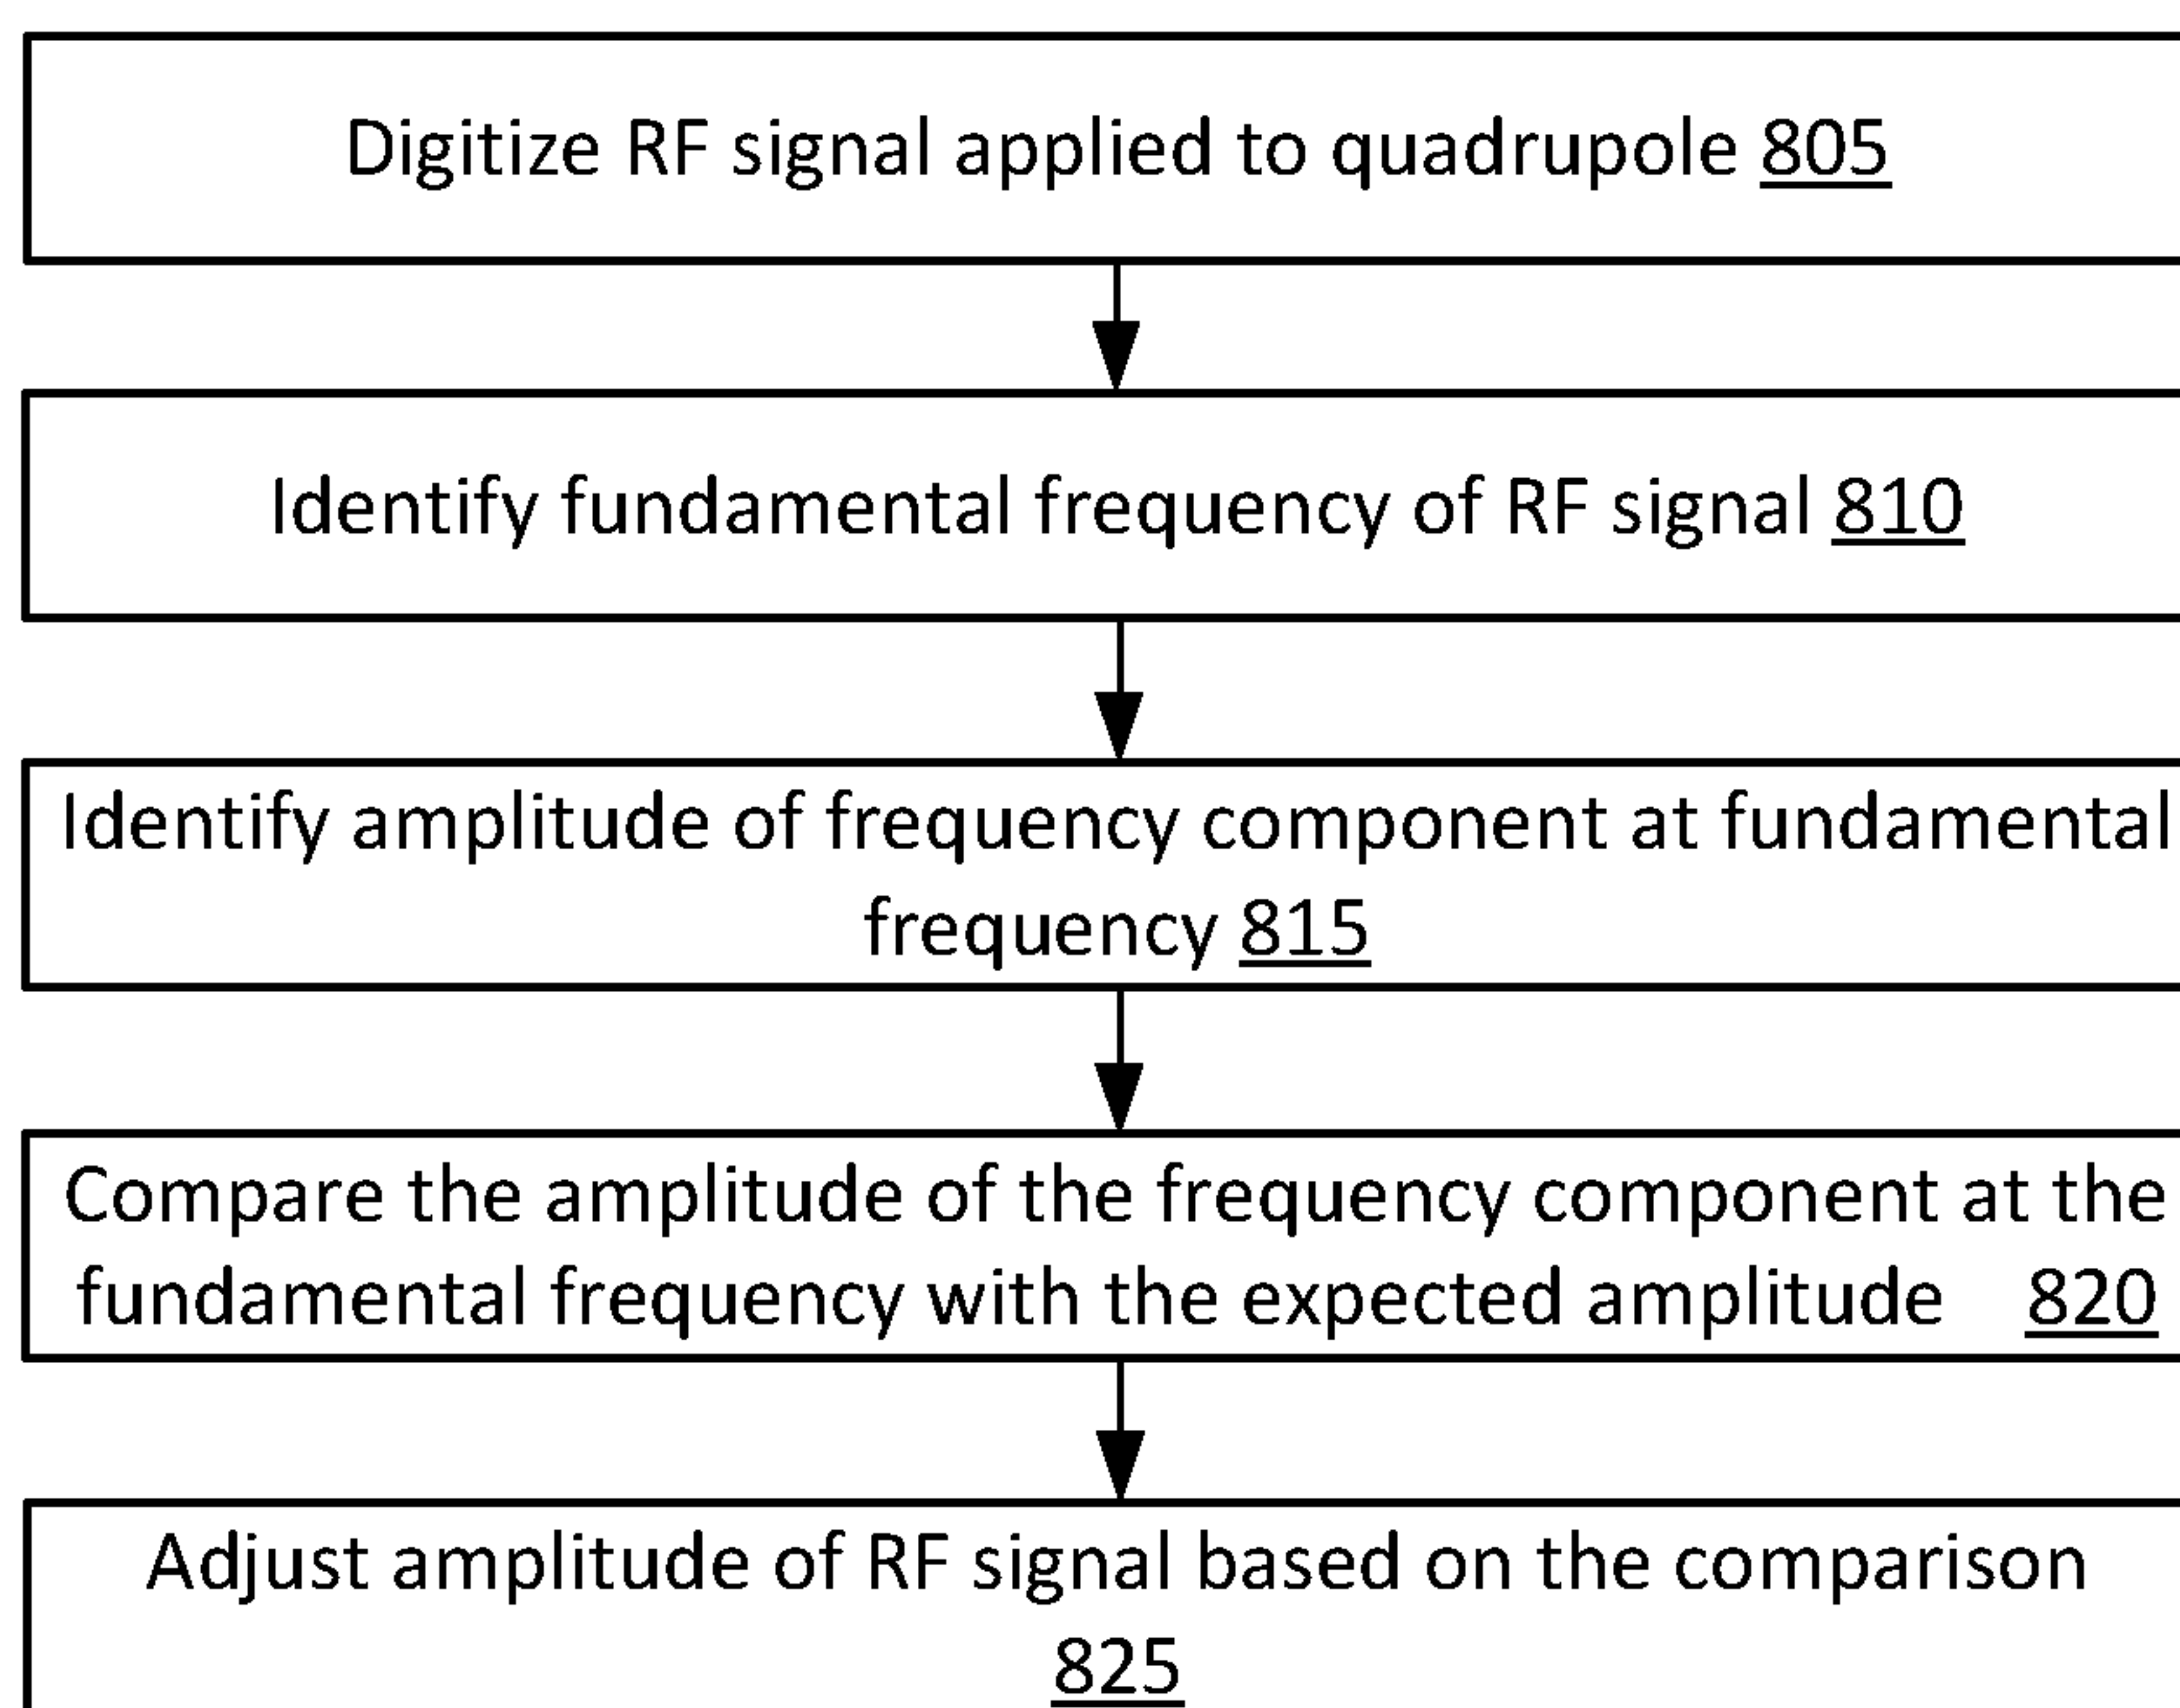 Digitize RF signal applied to quadrupole 805
Identify fundamental frequency of RF signal 810
Identify amplitude of frequency component at fundamental
frequency 815
Compare the amplitude of the frequency component at the
fundamental frequency with the expected amplitude 820
Adjust amplitude of RF signal based on the comparison
825